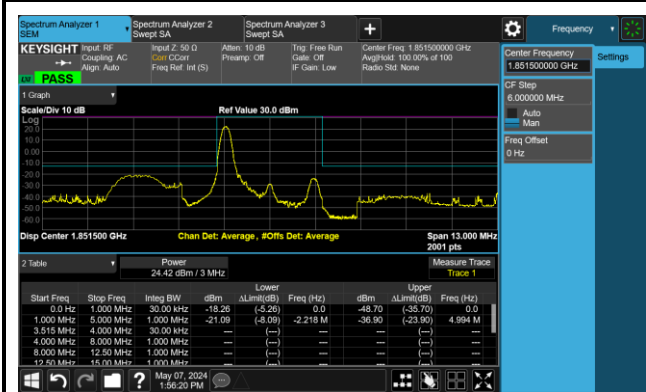 Spectrum Analyzer 1
SEM
Spectrum Analyzer 2
Swept SA
Spectrum Analyzer 3
Swept SA
+
Frequency
KEYSIGHT
Input: RF
Coupling: AC
Align: Auto
Input Z: 50 Ω
Corr CCorr
Freq Ref: Int (S)
Atten: 10 dB
Preamp: Off
Trig: Free Run
Gate: Off
IF Gain: Low
Center Freq: 1.851500000 GHz
Avg|Hold: 100.00% of 100
Radio Std: None
PASS
Center Frequency
1.851500000 GHz
Settings
CF Step
6.000000 MHz
Auto
Man
Freq Offset
0 Hz
1 Graph
Scale/Div 10 dB
Ref Value 30.0 dBm
Log
20.0
10.0
0.00
-10.0
-20.0
-30.0
-40.0
-50.0
-60.0
Disp Center 1.851500 GHz
Chan Det: Average, #Offs Det: Average
Span 13.000 MHz
2001 pts
2 Table
Power
24.42 dBm / 3 MHz
Measure Trace
Trace 1
Lower Upper
Start Freq Stop Freq Integ BW dBm ΔLimit(dB) Freq (Hz) dBm ΔLimit(dB) Freq (Hz)
0.0 Hz 1.000 MHz 30.00 kHz -18.26 (-5.26) 0.0 -48.70 (-35.70) 0.0
1.000 MHz 5.000 MHz 1.000 MHz -21.09 (-8.09) -2.218 M -36.90 (-23.90) 4.994 M
3.515 MHz 4.000 MHz 30.00 kHz --- (---) --- --- (---) ---
4.000 MHz 8.000 MHz 1.000 MHz --- (---) --- --- (---) ---
8.000 MHz 12.50 MHz 1.000 MHz --- (---) --- --- (---) ---
12.50 MHz 15.00 MHz 1.000 MHz --- (---) --- --- (---) ---
?
May 07, 2024
1:56:20 PM